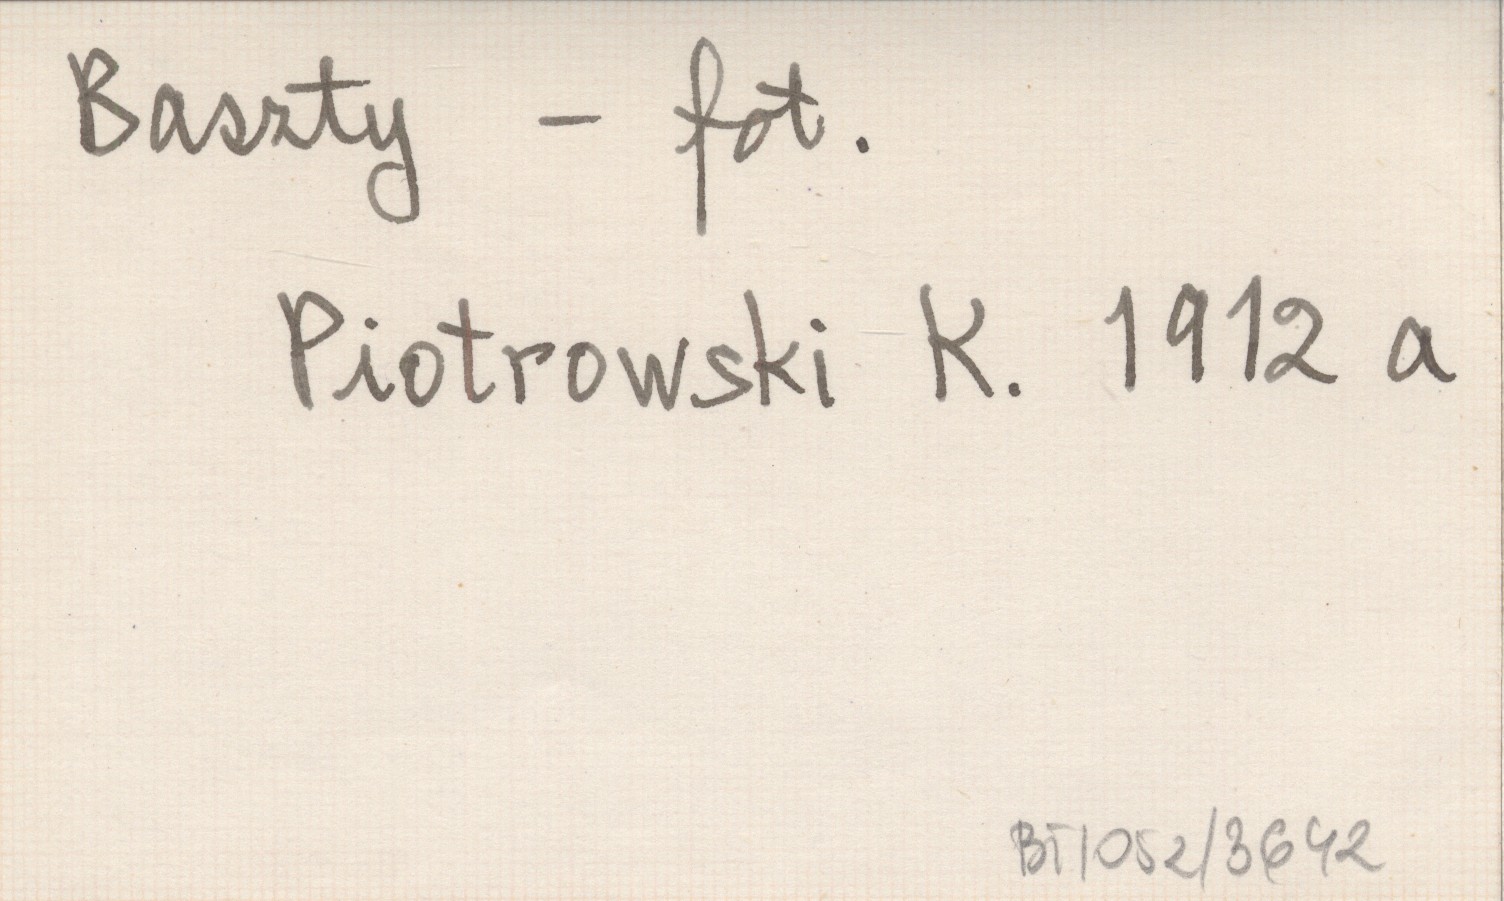 Baszty - fot.
Piotrowski K. 1912 a
BT1052/3642